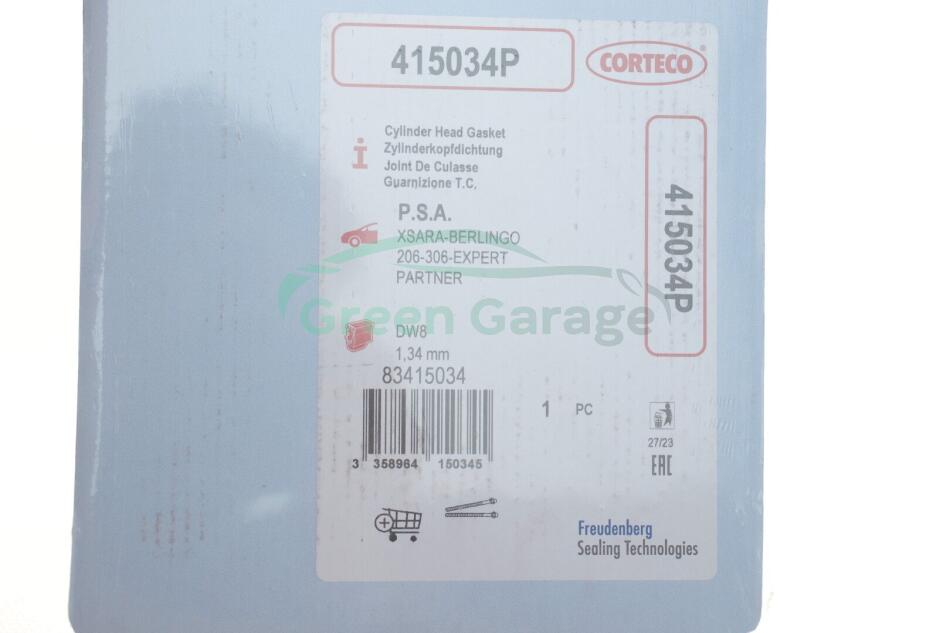 415034P
CORTECO
Cylinder Head Gasket
Zylinderkopfdichtung
Joint De Culasse
Guarnizione T.C.
415034P
P.S.A.
XSARA-BERLINGO
206-306-EXPERT
PARTNER
Green Garage
DW8
1,34 mm
83415034
1 PC
3 358964 150345
27/23
EAC
Freudenberg
Sealing Technologies